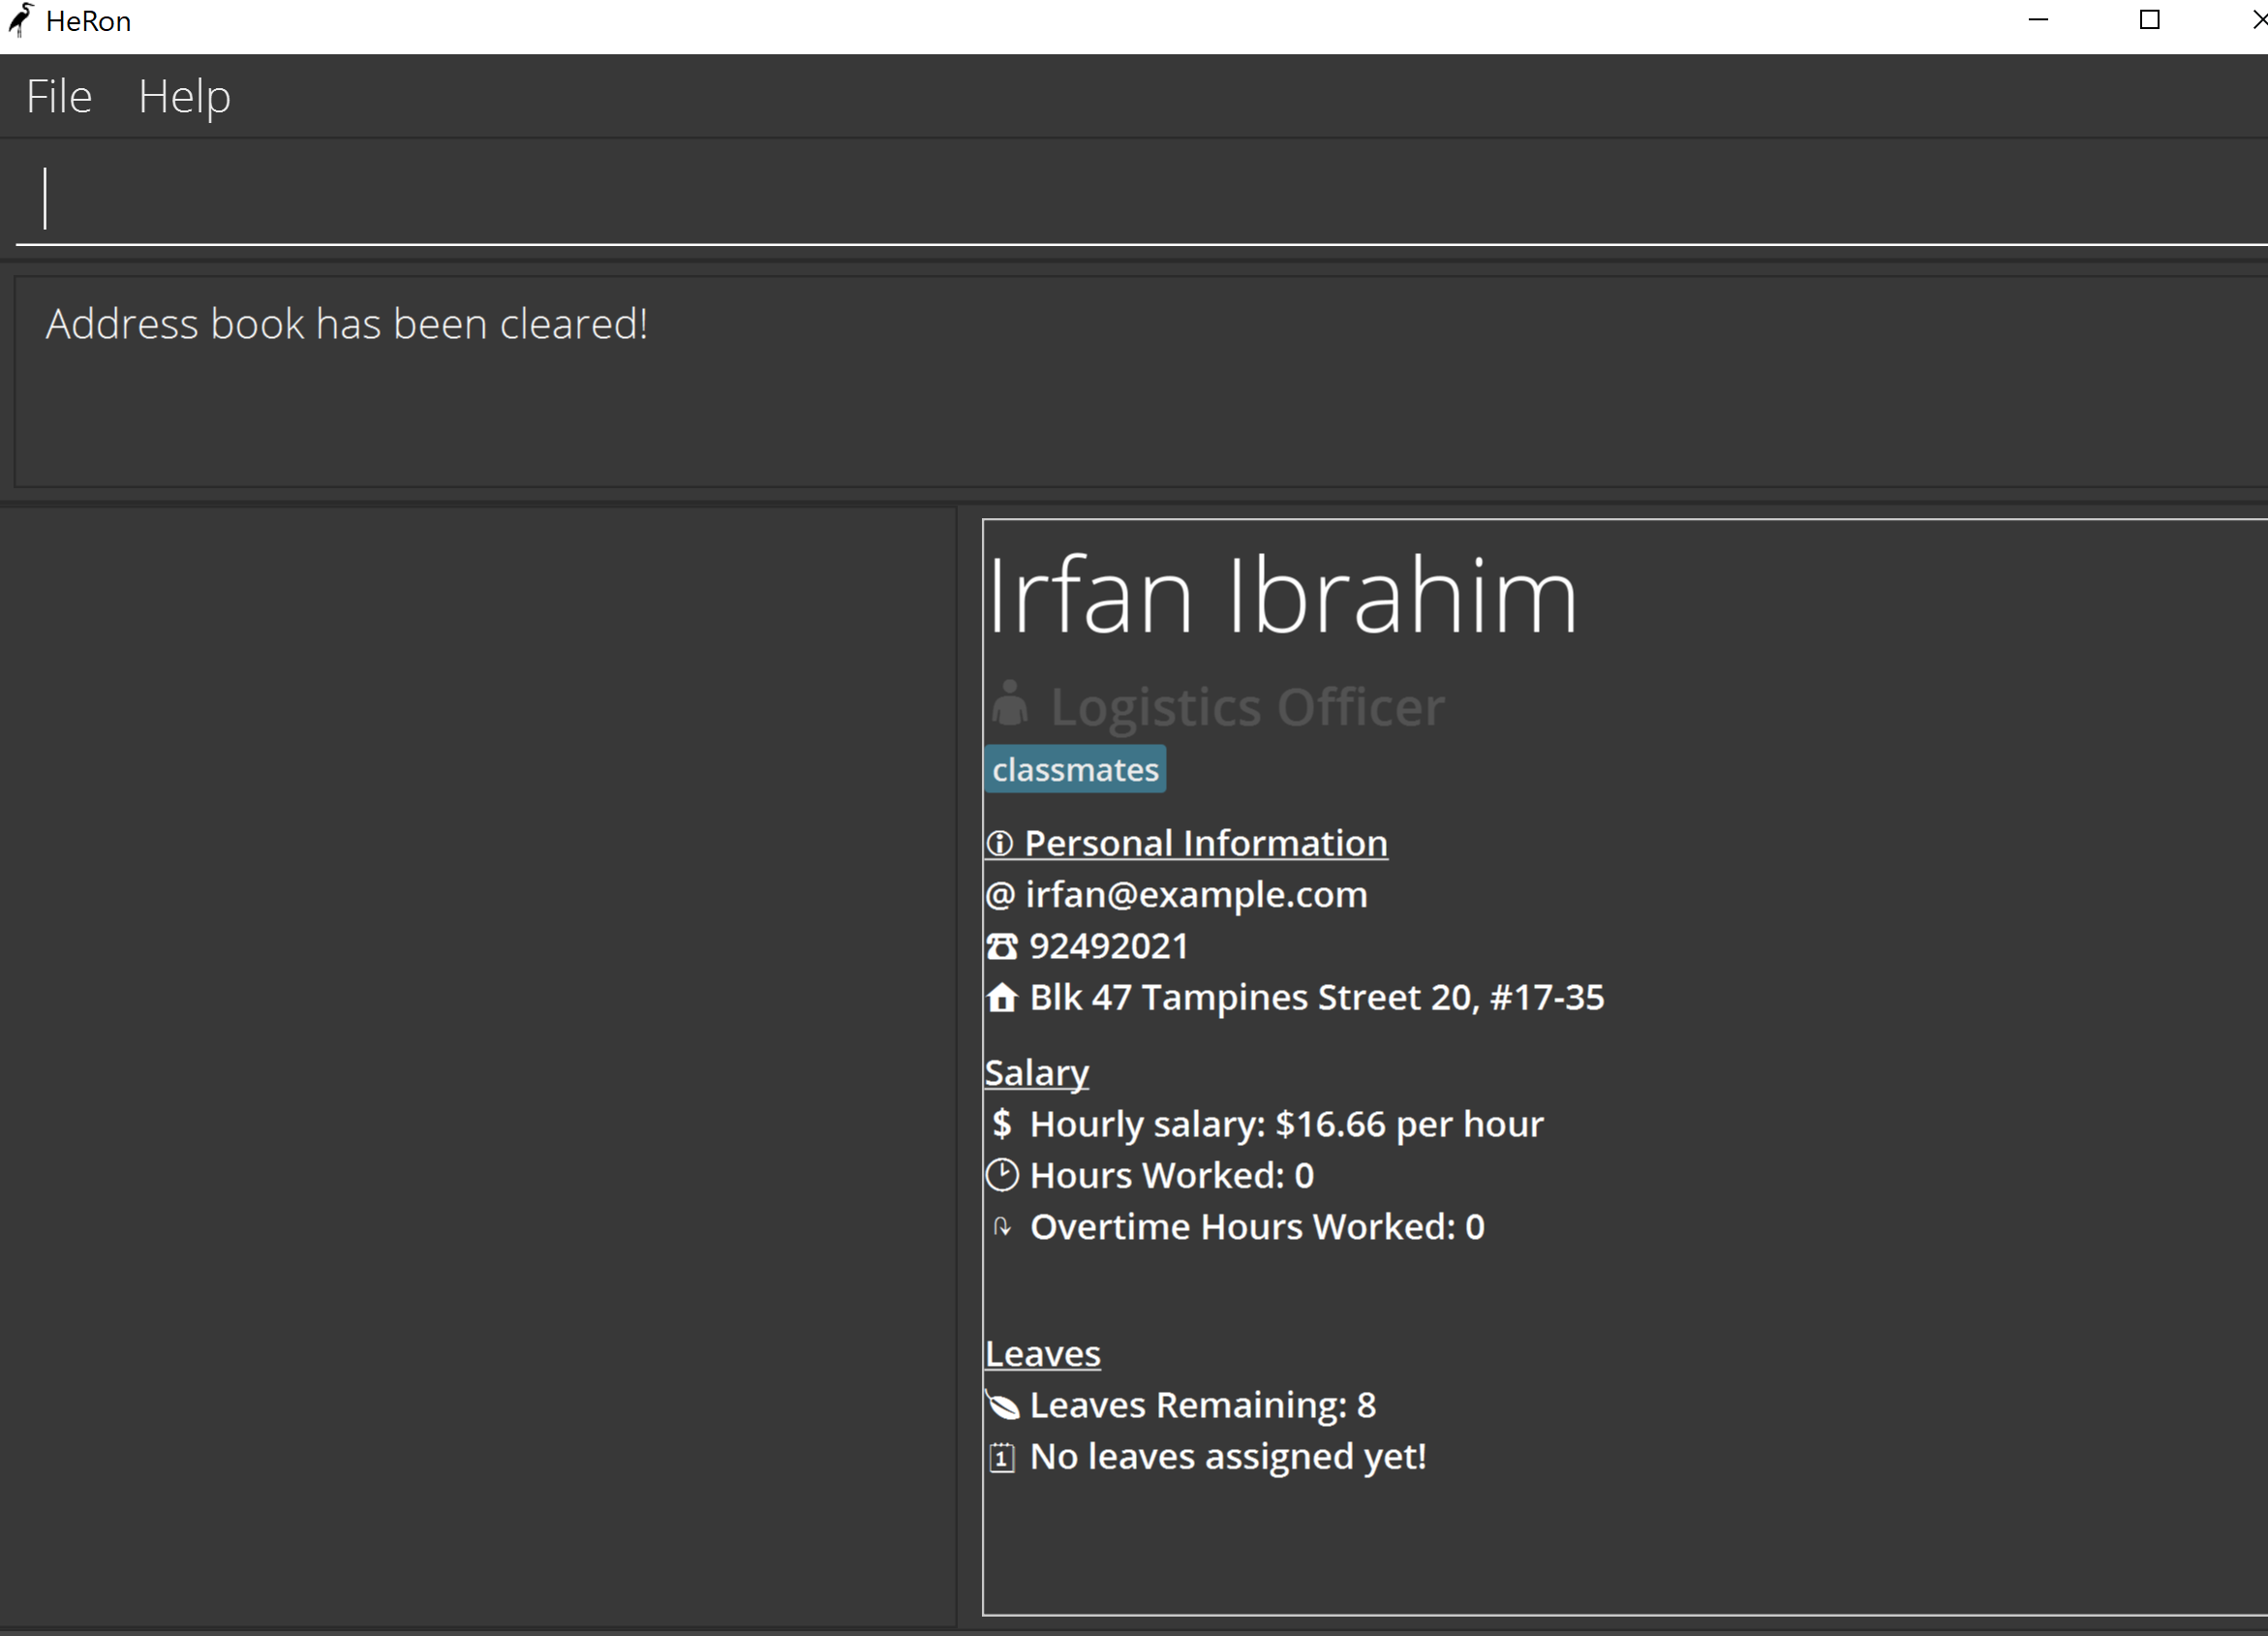 HeRon
File Help
Address book has been cleared!
Irfan Ibrahim
Logistics Officer
classmates
Personal Information
@ irfan@example.com
92492021
Blk 47 Tampines Street 20, #17-35
Salary
$ Hourly salary: $16.66 per hour
Hours Worked: 0
Overtime Hours Worked: 0
Leaves
Leaves Remaining: 8
1 No leaves assigned yet!